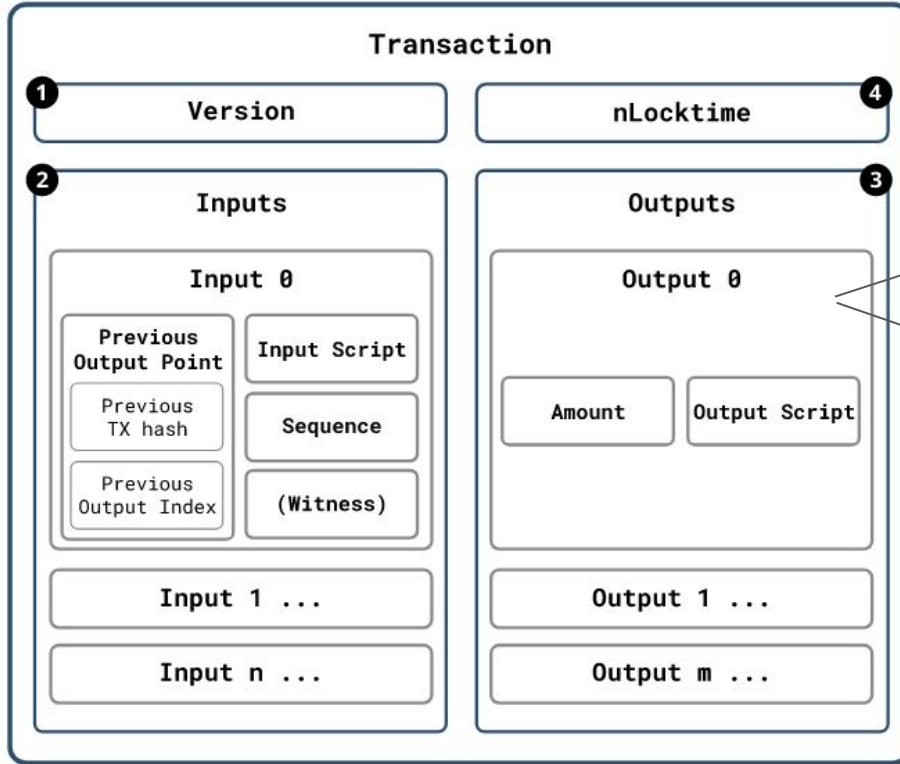 Transaction
1
Version
4
nLocktime
2
Inputs
Input 0
Previous
Output Point
Previous
TX hash
Previous
Output Index
Input Script
Sequence
(Witness)
Input 1 ...
Input n ...
3
Outputs
Output 0
Amount
Output Script
Output 1 ...
Output m ...